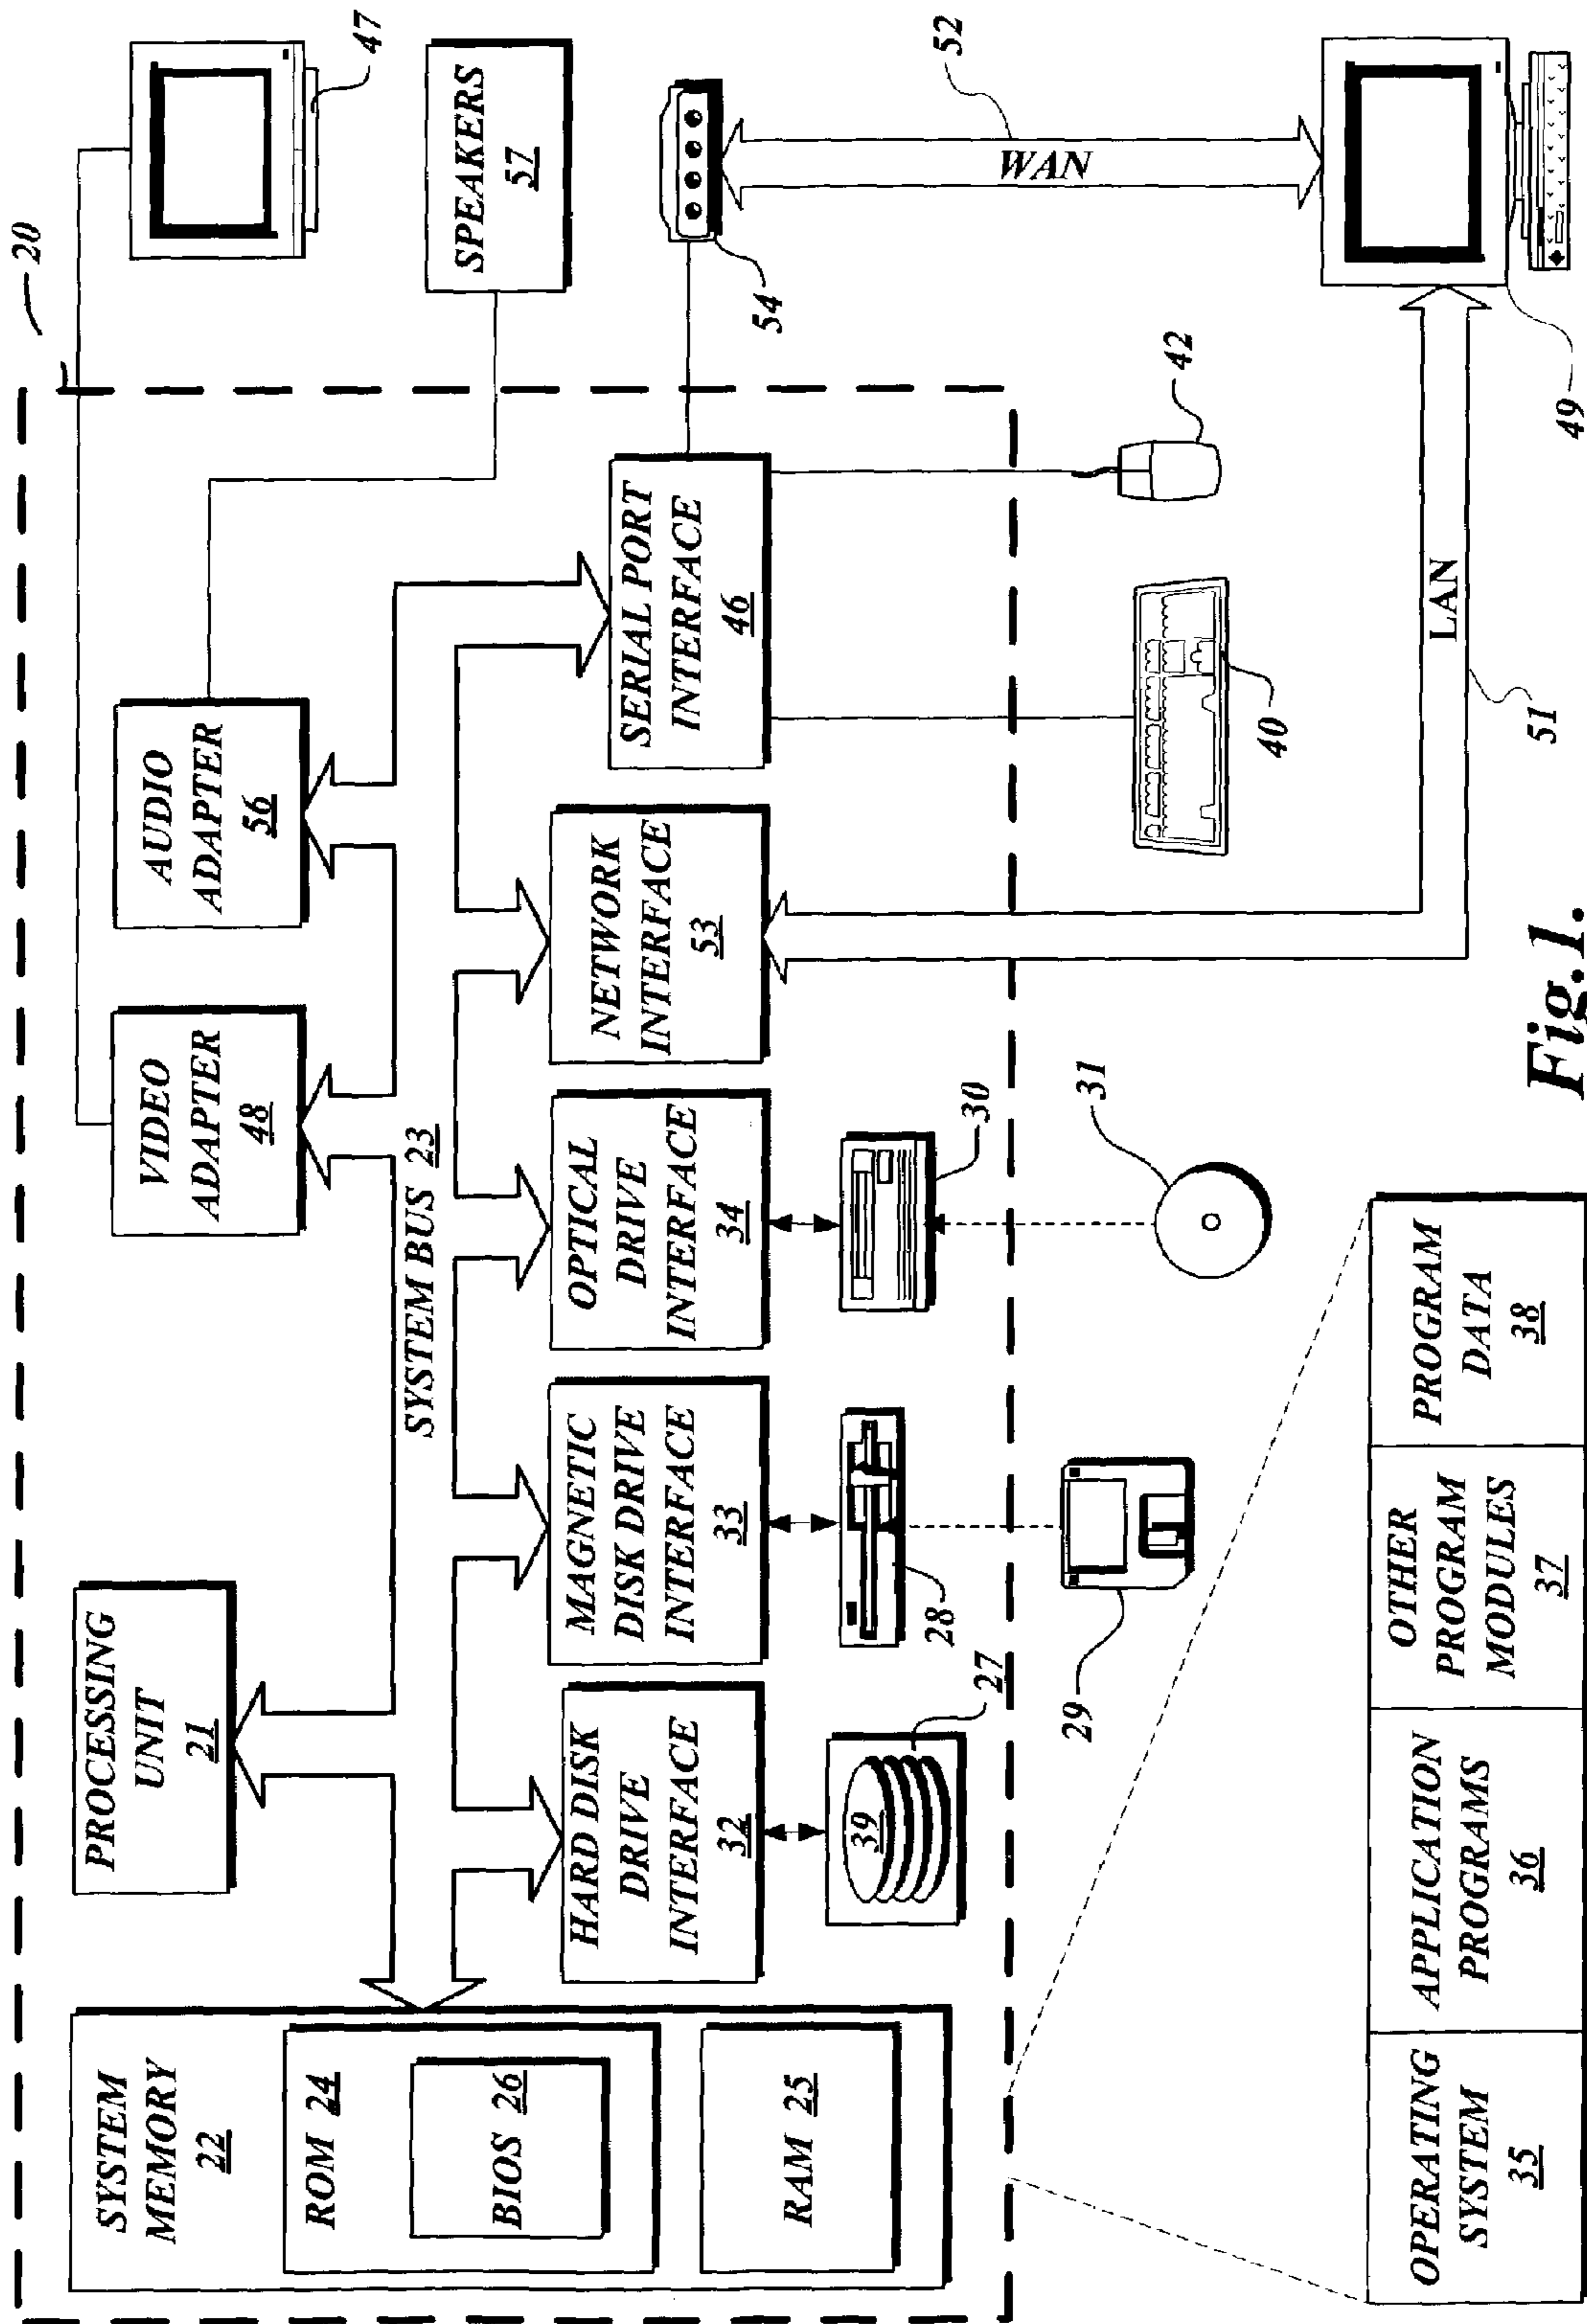 20
SYSTEM
MEMORY
22
ROM 24
BIOS 26
RAM 25
PROCESSING
UNIT
21
VIDEO
ADAPTER
48
AUDIO
ADAPTER
56
47
SPEAKERS
57
SYSTEM BUS 23
HARD DISK
DRIVE
INTERFACE
32
MAGNETIC
DISK DRIVE
INTERFACE
33
OPTICAL
DRIVE
INTERFACE
34
NETWORK
INTERFACE
53
SERIAL PORT
INTERFACE
46
54
52
WAN
39
27
28
30
29
31
40
42
LAN
51
49
OPERATING
SYSTEM
35
APPLICATION
PROGRAMS
36
OTHER
PROGRAM
MODULES
37
PROGRAM
DATA
38
Fig.1.